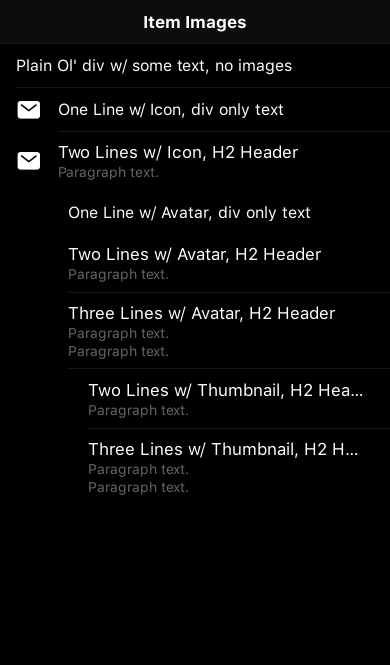 Item Images
Plain Ol' div w/ some text, no images
One Line w/ Icon, div only text
Two Lines w/ Icon, H2 Header
Paragraph text.
One Line w/ Avatar, div only text
Two Lines w/ Avatar, H2 Header
Paragraph text.
Three Lines w/ Avatar, H2 Header
Paragraph text.
Paragraph text.
Two Lines w/ Thumbnail, H2 Hea...
Paragraph text.
Three Lines w/ Thumbnail, H2 H...
Paragraph text.
Paragraph text.